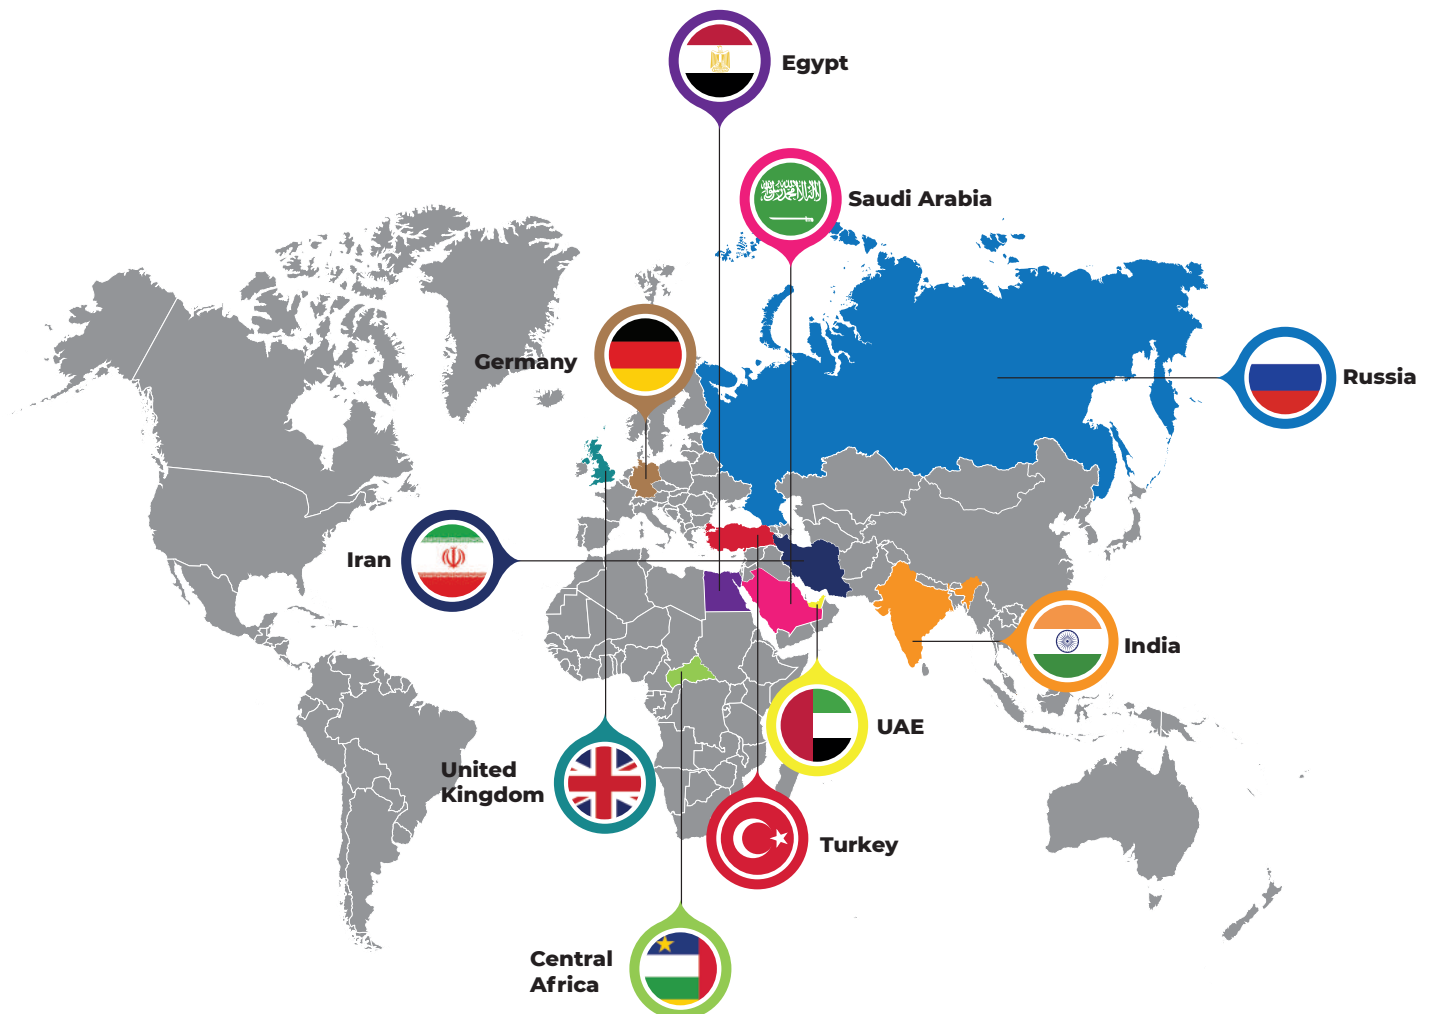 Egypt
Saudi Arabia
Germany
Russia
Iran
India
UAE
United
Kingdom
Turkey
Central
Africa